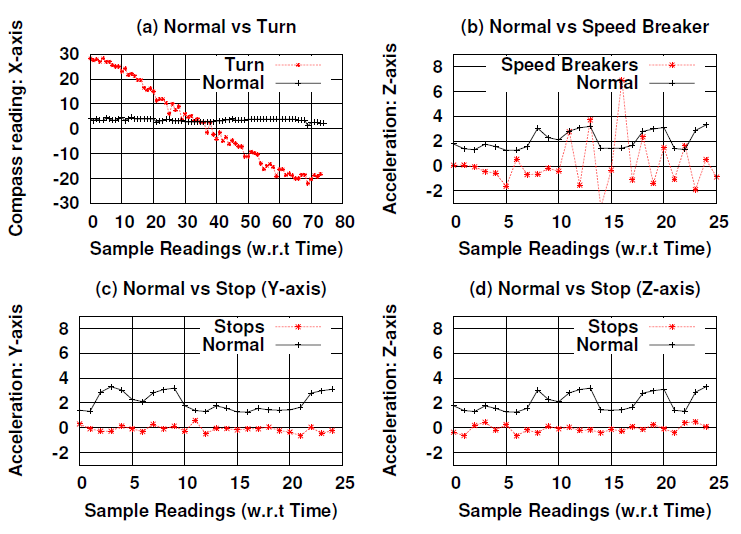 (a) Normal vs Turn
Compass reading: X-axis
30
20
10
0
-10
-20
-30
Turn
Normal
0 10 20 30 40 50 60 70 80
Sample Readings (w.r.t Time)
(b) Normal vs Speed Breaker
Acceleration: Z-axis
8
6
4
2
0
-2
Speed Breakers
Normal
0 5 10 15 20 25
Sample Readings (w.r.t Time)
(c) Normal vs Stop (Y-axis)
Acceleration: Y-axis
8
6
4
2
0
-2
Stops
Normal
0 5 10 15 20 25
Sample Readings (w.r.t Time)
(d) Normal vs Stop (Z-axis)
Acceleration: Z-axis
8
6
4
2
0
-2
Stops
Normal
0 5 10 15 20 25
Sample Readings (w.r.t Time)